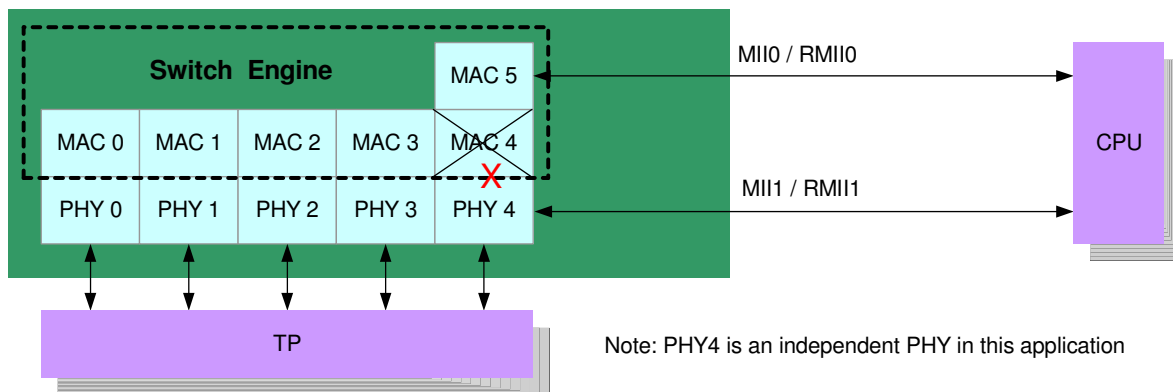 Switch Engine
MAC 5
MII0 / RMII0
MAC 0 MAC 1 MAC 2 MAC 3 MAC 4
CPU
X
MII1 / RMII1
PHY 0 PHY 1 PHY 2 PHY 3 PHY 4
TP
Note: PHY4 is an independent PHY in this application